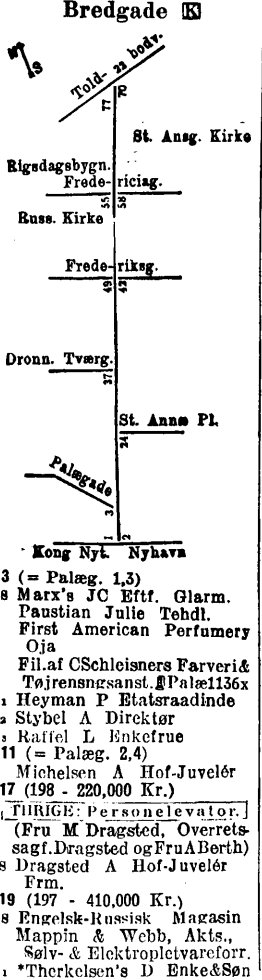 Bredgade K
N
S
Told- 22 bodv.
77 70
St. Ansg. Kirke
Rigsdagsbygn.
Frede-riciag.
55 58
Russ. Kirke
Frede-riksg.
49 42
Dronn. Tværg.
37
St. Annæ Pl.
24
Palægade
3
1 2
Kong Nyt. Nyhavn
3 (= Palæg. 1,3)
s Marx's JC Eftf. Glarm.
Paustian Julie Tehdl.
First American Perfumery
Oja
Fil.af CSchleisners Farveri&
Tøjrensngsanst. Palæ1136x
1 Heyman P Etatsraadinde
2 Stybel A Direktør
3 Raffel L Enkefrue
11 (= Palæg. 2,4)
Michelsen A Hof-Juvelér
17 (198 - 220,000 Kr.)
THRIGE: Personelevator.
(Fru M Dragsted, Overrets-
sagf.Dragsted ogFruABerth)
s Dragsted A Hof-Juvelér
Frm.
19 (197 - 410,000 Kr.)
s Engelsk-Russisk Magasin
Mappin & Webb, Akts.,
Sølv- & Elektropletvareforr.
1 *Therkelsen's D Enke&Søn